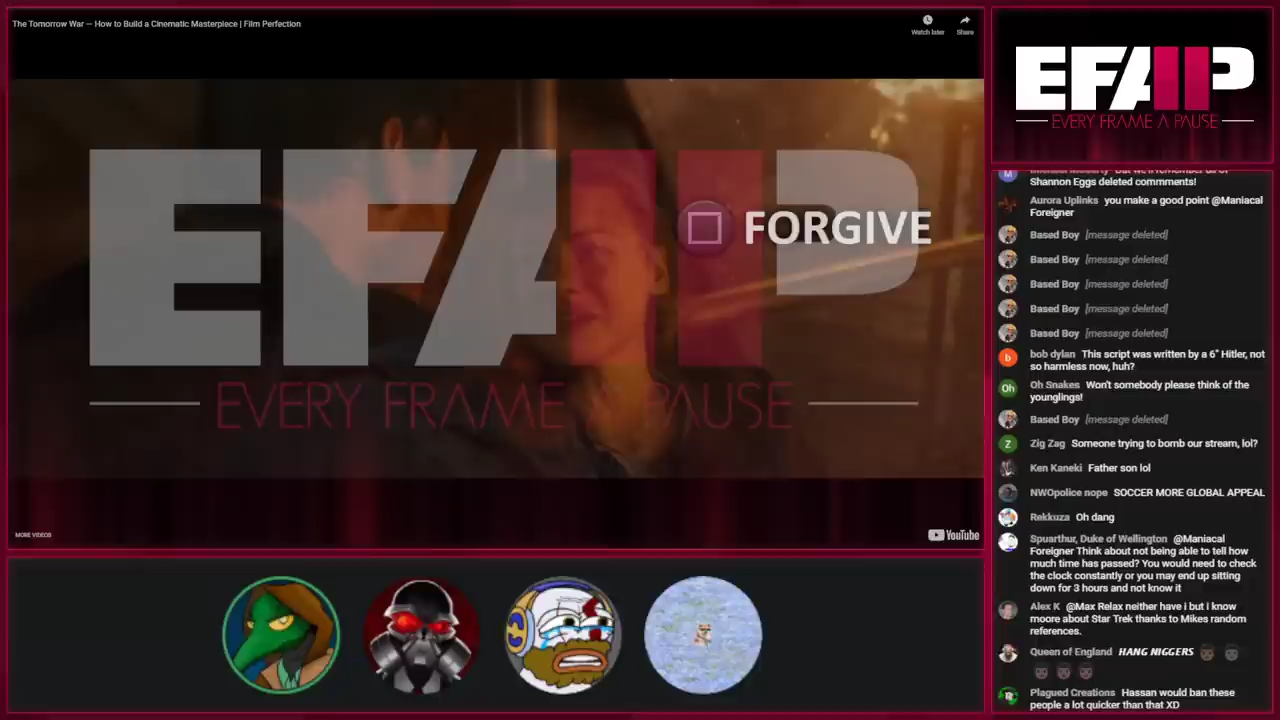 The Tomorrow War – How to Build a Cinematic Masterpiece | Film Perfection
Watch later
Share
EFAP
EVERY FRAME A PAUSE
FORGIVE
MORE VIDEOS
YouTube
EFAP
EVERY FRAME A PAUSE
Shannon Eggs deleted commments!
Aurora Uplinks you make a good point @Maniacal
Foreigner
Based Boy [message deleted]
Based Boy [message deleted]
Based Boy [message deleted]
Based Boy [message deleted]
Based Boy [message deleted]
b
bob dylan This script was written by a 6* Hitler, not
so harmless now, huh?
Oh
Oh Snakes Won't somebody please think of the
younglings!
Based Boy [message deleted]
Z
Zig Zag Someone trying to bomb our stream, lol?
Ken Kaneki Father son lol
NWOpolice nope SOCCER MORE GLOBAL APPEAL
Rekkuza Oh dang
Spuarthur, Duke of Wellington @Maniacal
Foreigner Think about not being able to tell how
much time has passed? You would need to check
the clock constantly or you may end up sitting
down for 3 hours and not know it
Alex K @Max Relax neither have i but i know
moore about Star Trek thanks to Mikes random
references.
Queen of England HANG NIGGERS
Plagued Creations Hassan would ban these
people a lot quicker than that XD